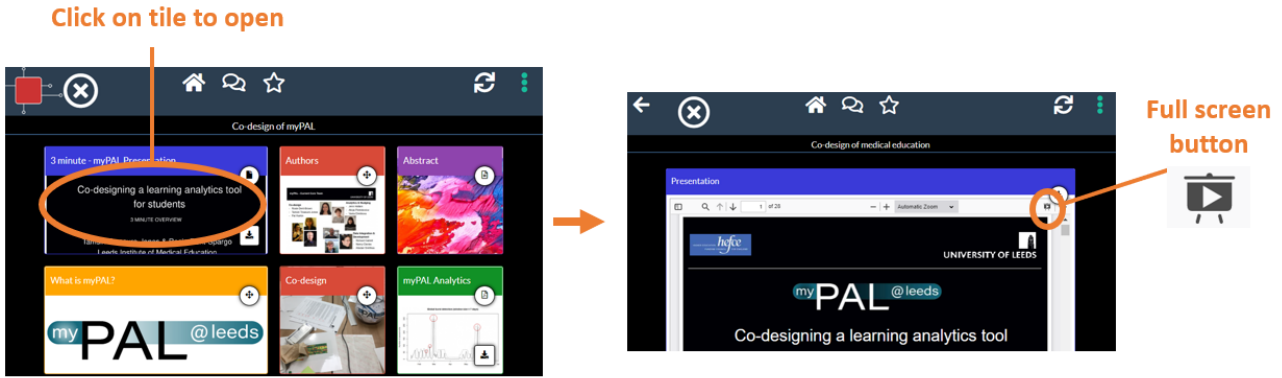 Click on tile to open
Co-design of myPAL
3 minute - myPAL Presentation
Co-designing a learning analytics tool
for students
3 MINUTE OVERVIEW
Leeds Institute of Medical Education
Authors
Abstract
What is myPAL?
my PAL @leeds
Co-design
myPAL Analytics
Co-design of medical education
Presentation
1 of 28
Automatic Zoom
hefce
UNIVERSITY OF LEEDS
my PAL @leeds
Co-designing a learning analytics tool
Full screen
button